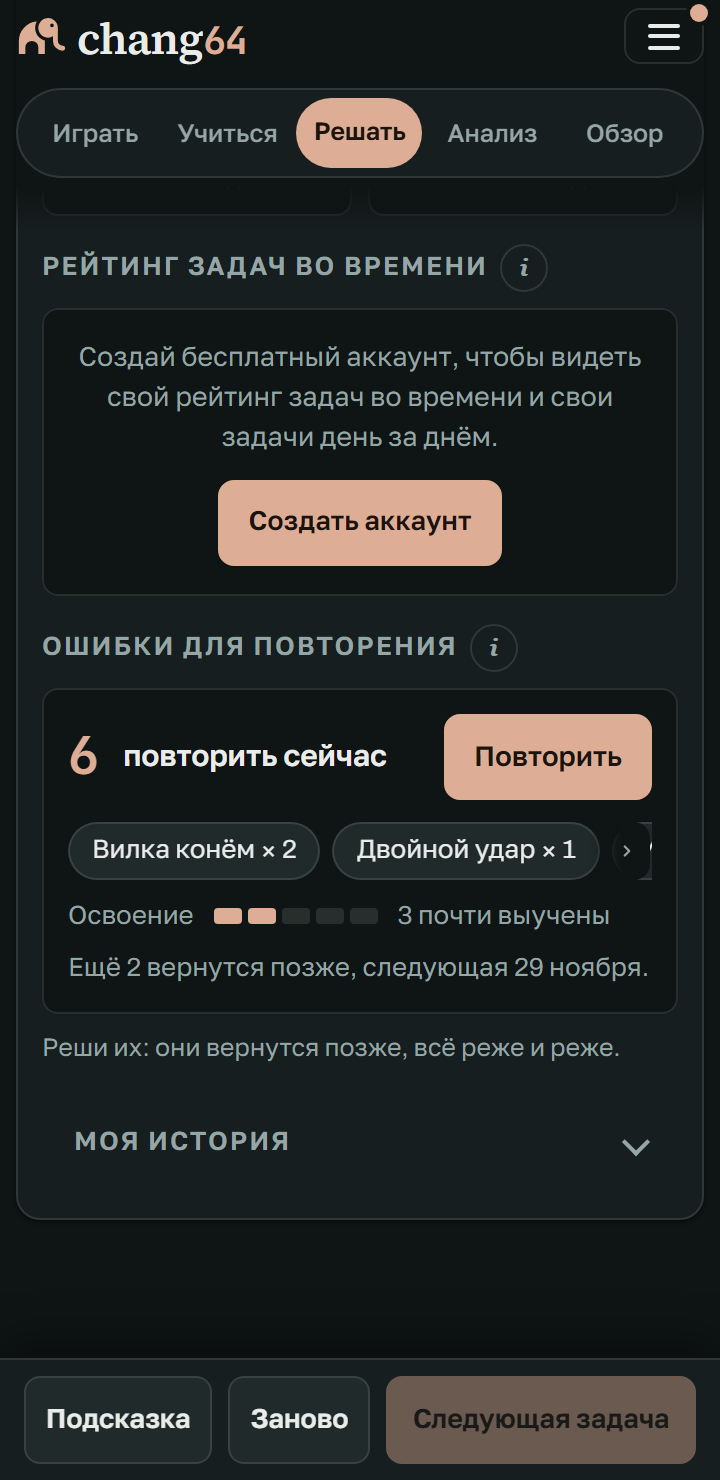 chang64
Играть Учиться Решать Анализ Обзор
РЕЙТИНГ ЗАДАЧ ВО ВРЕМЕНИ i
Создай бесплатный аккаунт, чтобы видеть
свой рейтинг задач во времени и свои
задачи день за днём.
Создать аккаунт
ОШИБКИ ДЛЯ ПОВТОРЕНИЯ i
6 повторить сейчас Повторить
Вилка конём × 2 Двойной удар × 1 ›
Освоение 3 почти выучены
Ещё 2 вернутся позже, следующая 29 ноября.
Реши их: они вернутся позже, всё реже и реже.
МОЯ ИСТОРИЯ
Подсказка Заново Следующая задача